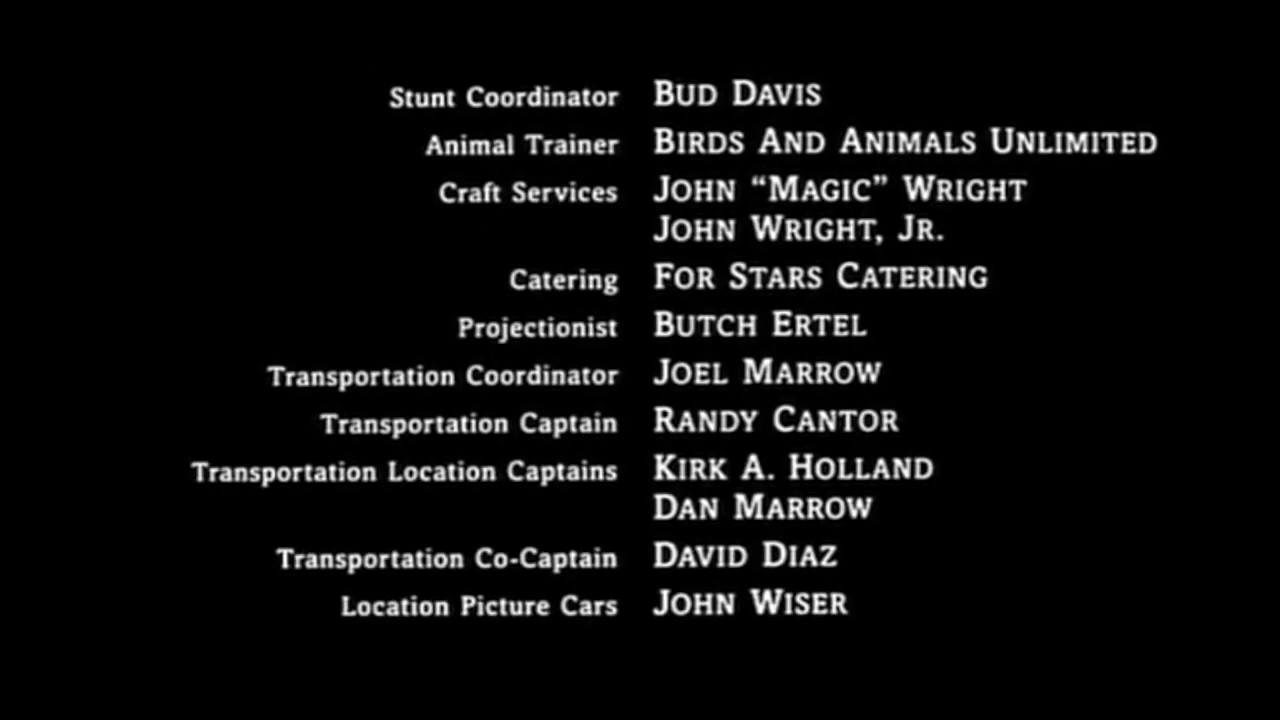 Stunt Coordinator BUD DAVIS
Animal Trainer BIRDS AND ANIMALS UNLIMITED
Craft Services JOHN “MAGIC” WRIGHT
JOHN WRIGHT, JR.
Catering FOR STARS CATERING
Projectionist BUTCH ERTEL
Transportation Coordinator JOEL MARROW
Transportation Captain RANDY CANTOR
Transportation Location Captains KIRK A. HOLLAND
DAN MARROW
Transportation Co-Captain DAVID DIAZ
Location Picture Cars JOHN WISER